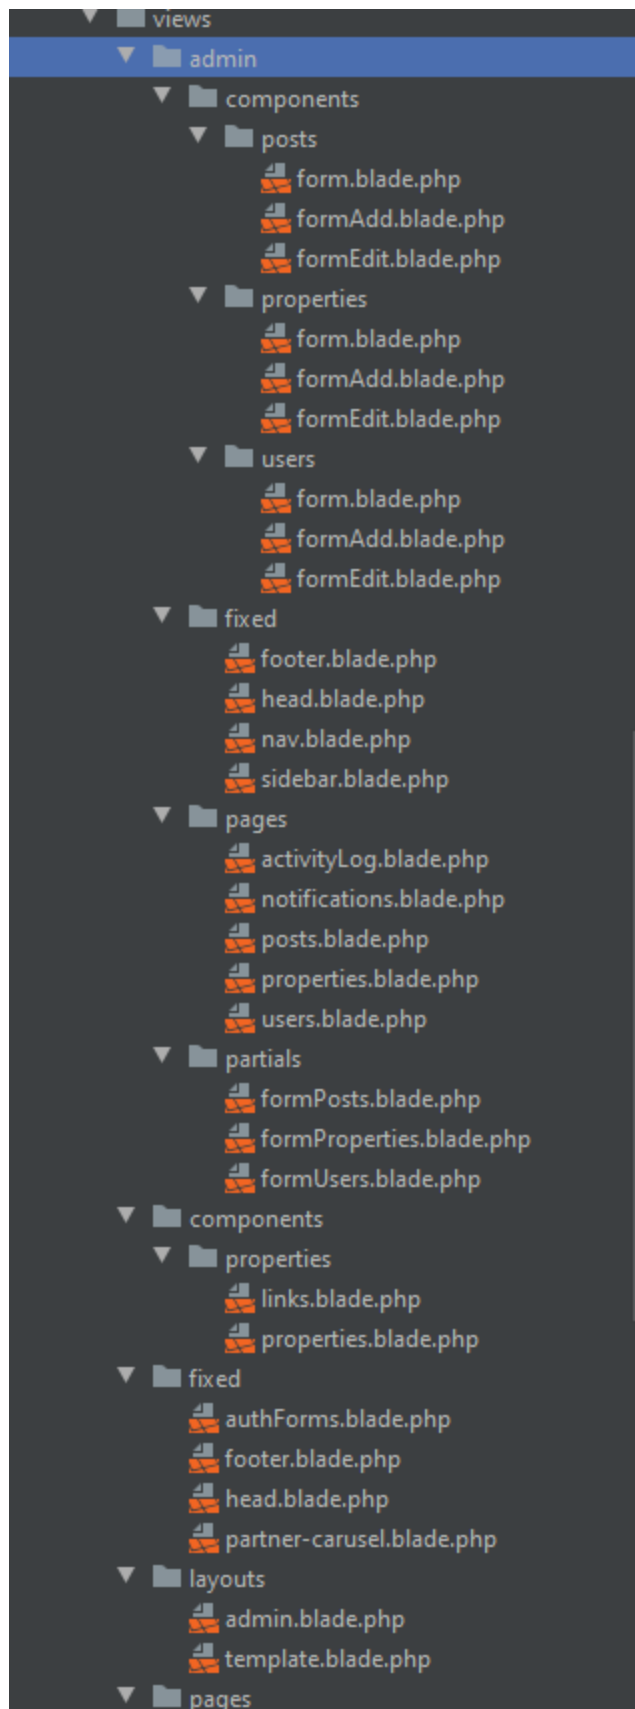 views
admin
components
posts
form.blade.php
formAdd.blade.php
formEdit.blade.php
properties
form.blade.php
formAdd.blade.php
formEdit.blade.php
users
form.blade.php
formAdd.blade.php
formEdit.blade.php
fixed
footer.blade.php
head.blade.php
nav.blade.php
sidebar.blade.php
pages
activityLog.blade.php
notifications.blade.php
posts.blade.php
properties.blade.php
users.blade.php
partials
formPosts.blade.php
formProperties.blade.php
formUsers.blade.php
components
properties
links.blade.php
properties.blade.php
fixed
authForms.blade.php
footer.blade.php
head.blade.php
partner-carusel.blade.php
layouts
admin.blade.php
template.blade.php
pages